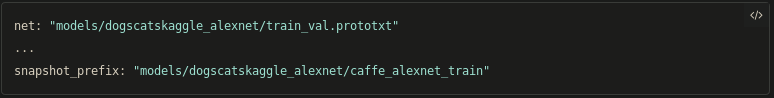 net: "models/dogscatskaggle_alexnet/train_val.prototxt"
...
snapshot_prefix: "models/dogscatskaggle_alexnet/caffe_alexnet_train"